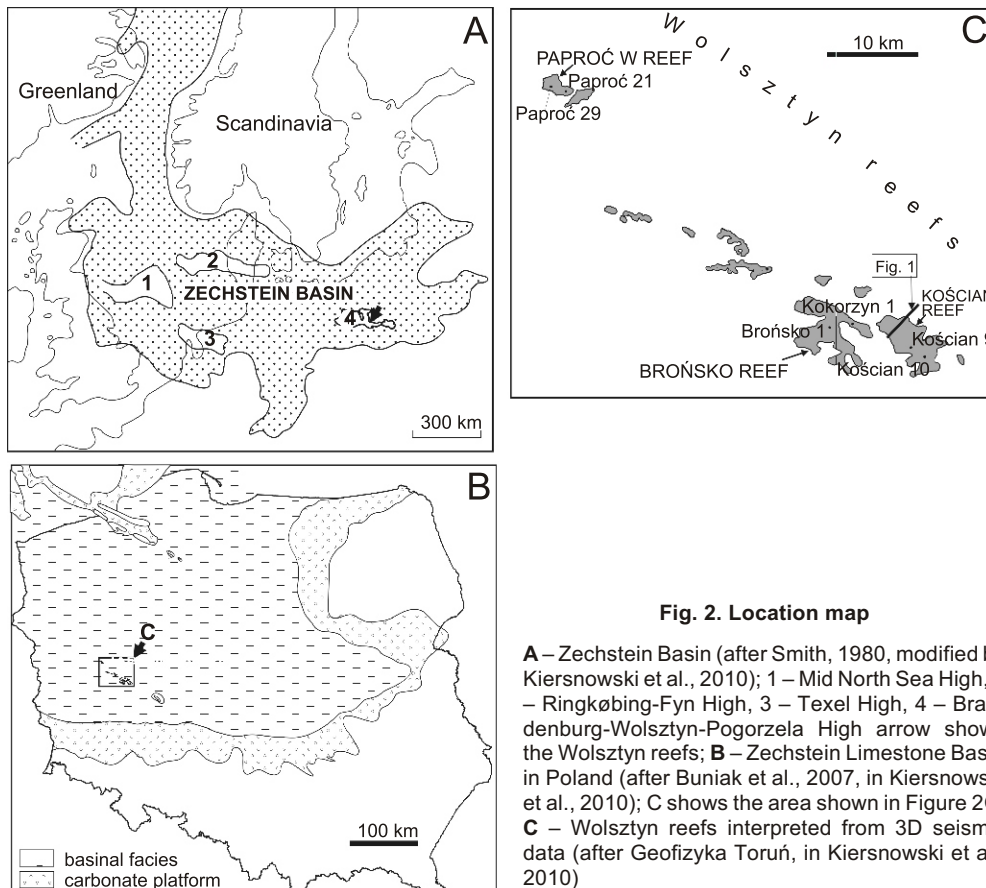 A
Greenland
Scandinavia
2
1
ZECHSTEIN BASIN
4
3
300 km
C
10 km
Wolsztyn reefs
PAPROĆ W REEF
Paproć 21
Paproć 29
Fig. 1
Kokorzyn 1
REEF
Brońsko 1
Kościan
BROŃSKO REEF
Kościan 10
B
C
100 km
basinal facies
carbonate platform
Fig. 2. Location map
A – Zechstein Basin (after Smith, 1980, modified
Kiersnowski et al., 2010); 1 – Mid North Sea High,
– Ringkøbing-Fyn High, 3 – Texel High, 4 – Bra
denburg-Wolsztyn-Pogorzela High arrow show
the Wolsztyn reefs; B – Zechstein Limestone Bas
in Poland (after Buniak et al., 2007, in Kiersnows
et al., 2010); C shows the area shown in Figure 2
C – Wolsztyn reefs interpreted from 3D seism
data (after Geofizyka Toruń, in Kiersnowski et a
2010)